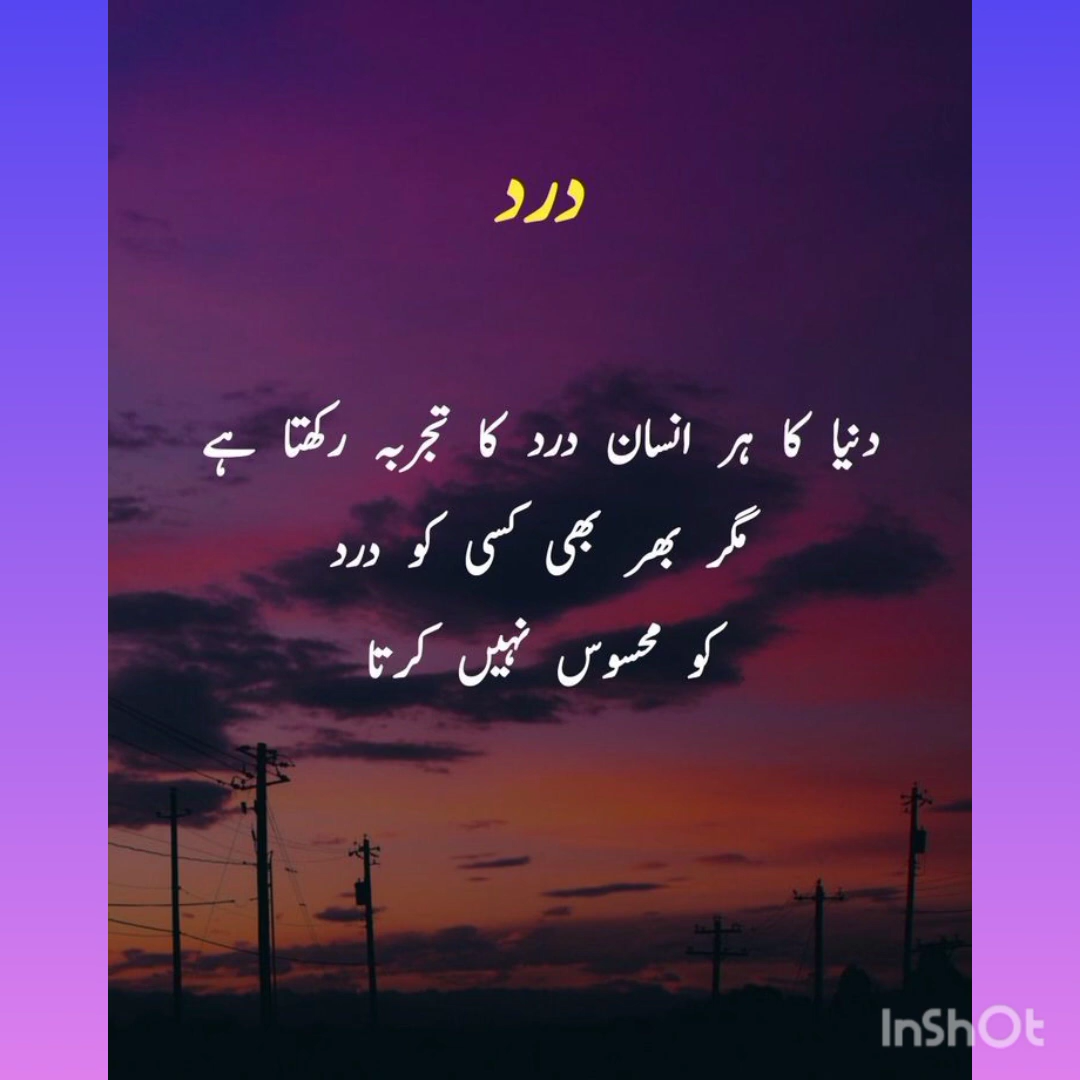 درد
دنیا کا ہر انسان درد کا تجربہ رکھتا ہے
مگر بھر بھی کسی کو درد
کو محسوس نہیں کرتا
InShOt